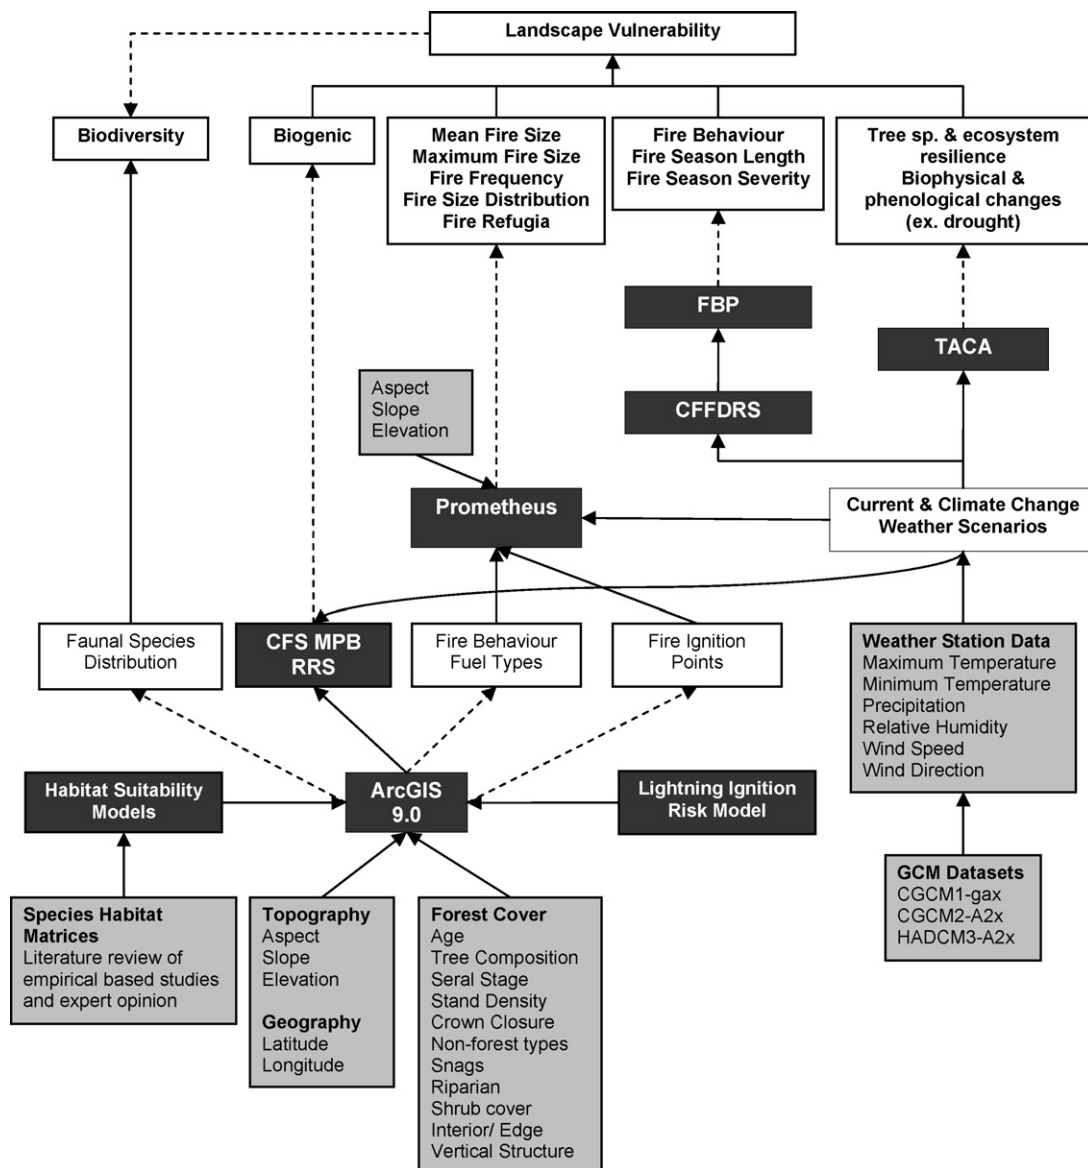 Landscape Vulnerability
Biodiversity
Biogenic
Mean Fire Size
Maximum Fire Size
Fire Frequency
Fire Size Distribution
Fire Refugia
Fire Behaviour
Fire Season Length
Fire Season Severity
Tree sp. & ecosystem
resilience
Biophysical &
phenological changes
(ex. drought)
FBP
TACA
Aspect
Slope
Elevation
CFFDRS
Prometheus
Current & Climate Change
Weather Scenarios
Faunal Species
Distribution
CFS MPB
RRS
Fire Behaviour
Fuel Types
Fire Ignition
Points
Weather Station Data
Maximum Temperature
Minimum Temperature
Precipitation
Relative Humidity
Wind Speed
Wind Direction
Habitat Suitability
Models
ArcGIS
9.0
Lightning Ignition
Risk Model
GCM Datasets
CGCM1-gax
CGCM2-A2x
HADCM3-A2x
Species Habitat
Matrices
Literature review of
empirical based studies
and expert opinion
Topography
Aspect
Slope
Elevation
Geography
Latitude
Longitude
Forest Cover
Age
Tree Composition
Seral Stage
Stand Density
Crown Closure
Non-forest types
Snags
Riparian
Shrub cover
Interior/ Edge
Vertical Structure